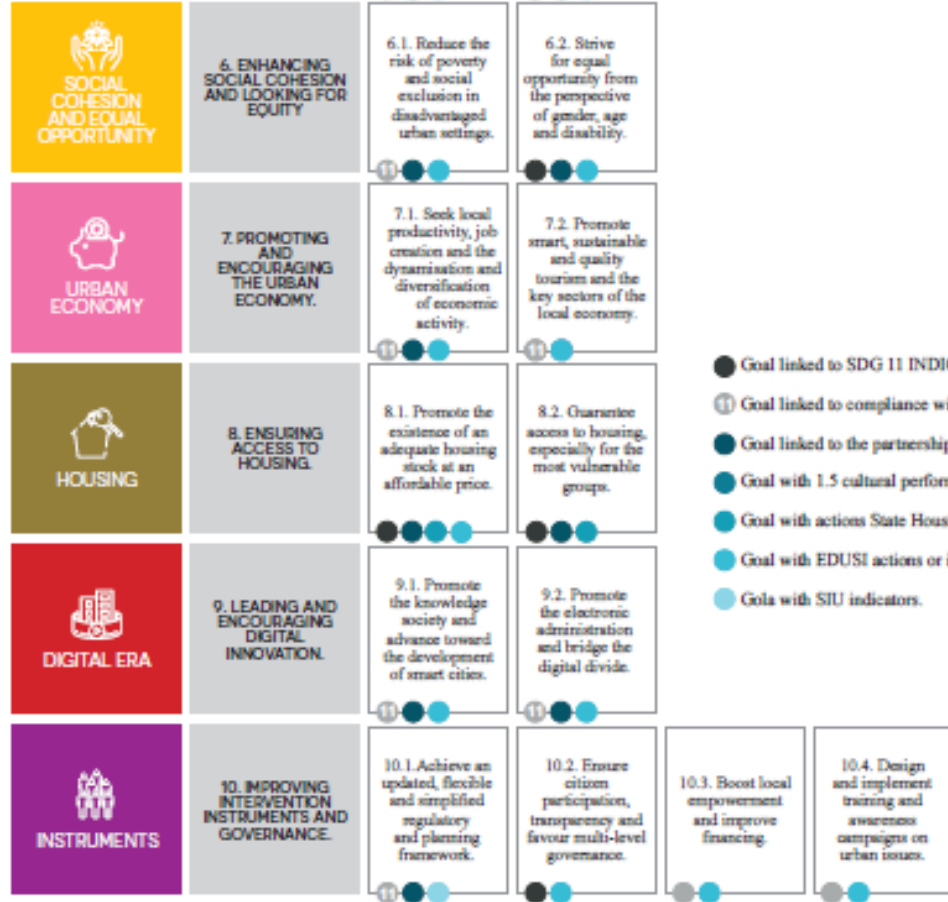 SOCIAL
COHESION
AND EQUAL
OPPORTUNITY
6. ENHANCING
SOCIAL COHESION
AND LOOKING FOR
EQUITY
6.1. Reduce the
risk of poverty
and social
exclusion in
disadvantaged
urban settings.
11
6.2. Strive
for equal
opportunity from
the perspective
of gender, age
and disability.
URBAN
ECONOMY
7. PROMOTING
AND
ENCOURAGING
THE URBAN
ECONOMY.
7.1. Seek local
productivity, job
creation and the
dynamisation and
diversification
of economic
activity.
11
7.2. Promote
smart, sustainable
and quality
tourism and the
key sectors of the
local economy.
11
HOUSING
8. ENSURING
ACCESS TO
HOUSING.
8.1. Promote the
existence of an
adequate housing
stock at an
affordable price.
8.2. Guarantee
access to housing,
especially for the
most vulnerable
groups.
DIGITAL ERA
9. LEADING AND
ENCOURAGING
DIGITAL
INNOVATION.
9.1. Promote
the knowledge
society and
advance toward
the development
of smart cities.
11
9.2. Promote
the electronic
administration
and bridge the
digital divide.
11
INSTRUMENTS
10. IMPROVING
INTERVENTION
INSTRUMENTS AND
GOVERNANCE.
10.1.Achieve an
updated, flexible
and simplified
regulatory
and planning
framework.
11
10.2. Ensure
citizen
participation,
transparency and
favour multi-level
governance.
10.3. Boost local
empowerment
and improve
financing.
10.4. Design
and implement
training and
awareness
campaigns on
urban issues.
Goal linked to SDG 11 INDI
11 Goal linked to compliance wi
Goal linked to the partnership
Goal with 1.5 cultural perfor
Goal with actions State Hous
Goal with EDUSI actions or i
Gola with SIU indicators.